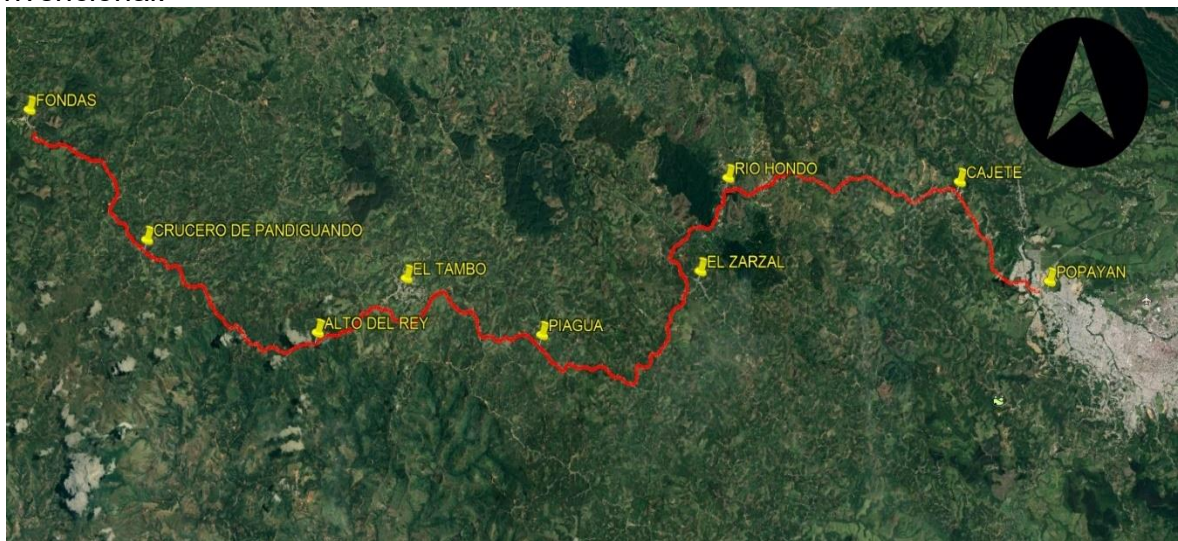 FONDAS
RIO HONDO
CAJETE
CRUCERO DE PANDIGUANDO
EL TAMBO
EL ZARZAL
POPAYAN
ALTO DEL REY
PIAGUA